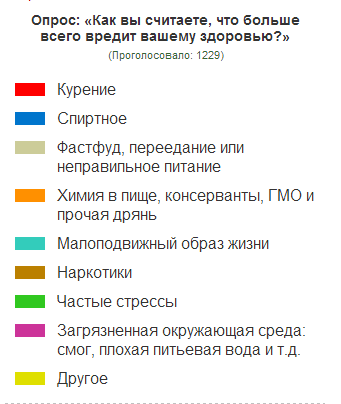 Опрос: «Как вы считаете, что больше
всего вредит вашему здоровью?»
(Проголосовало: 1229)
Курение
Спиртное
Фастфуд, переедание или
неправильное питание
Химия в пище, консерванты, ГМО и
прочая дрянь
Малоподвижный образ жизни
Наркотики
Частые стрессы
Загрязненная окружающая среда:
смог, плохая питьевая вода и т.д.
Другое